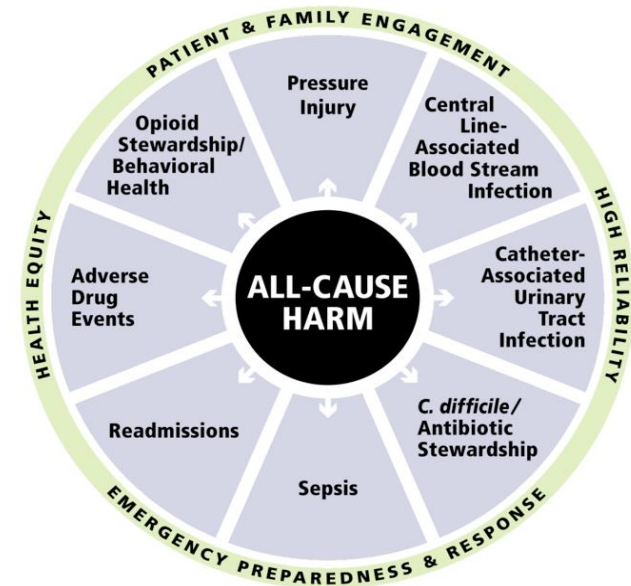 PATIENT & FAMILY ENGAGEMENT
Pressure
Injury
Central
Line-
Associated
Blood Stream
Infection
HIGH RELIABILITY
Catheter-
Associated
Urinary
Tract
Infection
C. difficile/
Antibiotic
Stewardship
Sepsis
EMERGENCY PREPAREDNESS & RESPONSE
Readmissions
Adverse
Drug
Events
HEALTH EQUITY
Opioid
Stewardship/
Behavioral
Health
ALL-CAUSE
HARM